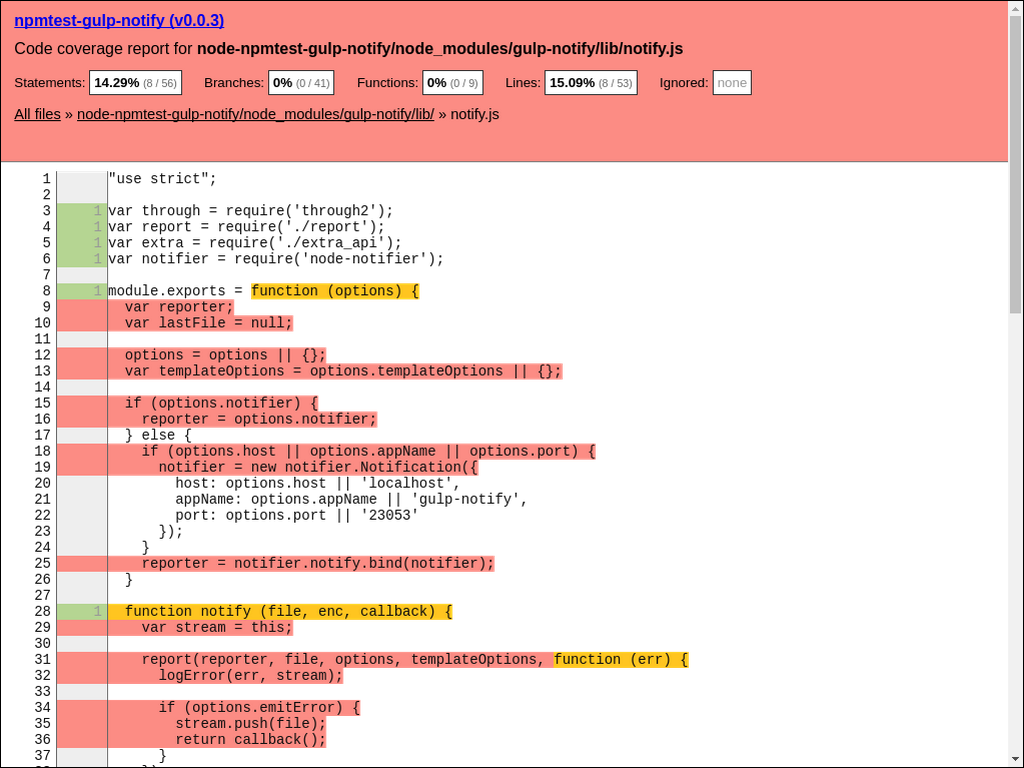 npmtest-gulp-notify (v0.0.3)
Code coverage report for node-npmtest-gulp-notify/node_modules/gulp-notify/lib/notify.js
Statements: 14.29% (8 / 56) Branches: 0% (0 / 41) Functions: 0% (0 / 9) Lines: 15.09% (8 / 53) Ignored: none
All files » node-npmtest-gulp-notify/node_modules/gulp-notify/lib/ » notify.js
1 "use strict";
2
3 1 var through = require('through2');
4 1 var report = require('./report');
5 1 var extra = require('./extra_api');
6 1 var notifier = require('node-notifier');
7
8 1 module.exports = function (options) {
9 var reporter;
10 var lastFile = null;
11
12 options = options || {};
13 var templateOptions = options.templateOptions || {};
14
15 if (options.notifier) {
16 reporter = options.notifier;
17 } else {
18 if (options.host || options.appName || options.port) {
19 notifier = new notifier.Notification({
20 host: options.host || 'localhost',
21 appName: options.appName || 'gulp-notify',
22 port: options.port || '23053'
23 });
24 }
25 reporter = notifier.notify.bind(notifier);
26 }
27
28 1 function notify (file, enc, callback) {
29 var stream = this;
30
31 report(reporter, file, options, templateOptions, function (err) {
32 logError(err, stream);
33
34 if (options.emitError) {
35 stream.push(file);
36 return callback();
37 }